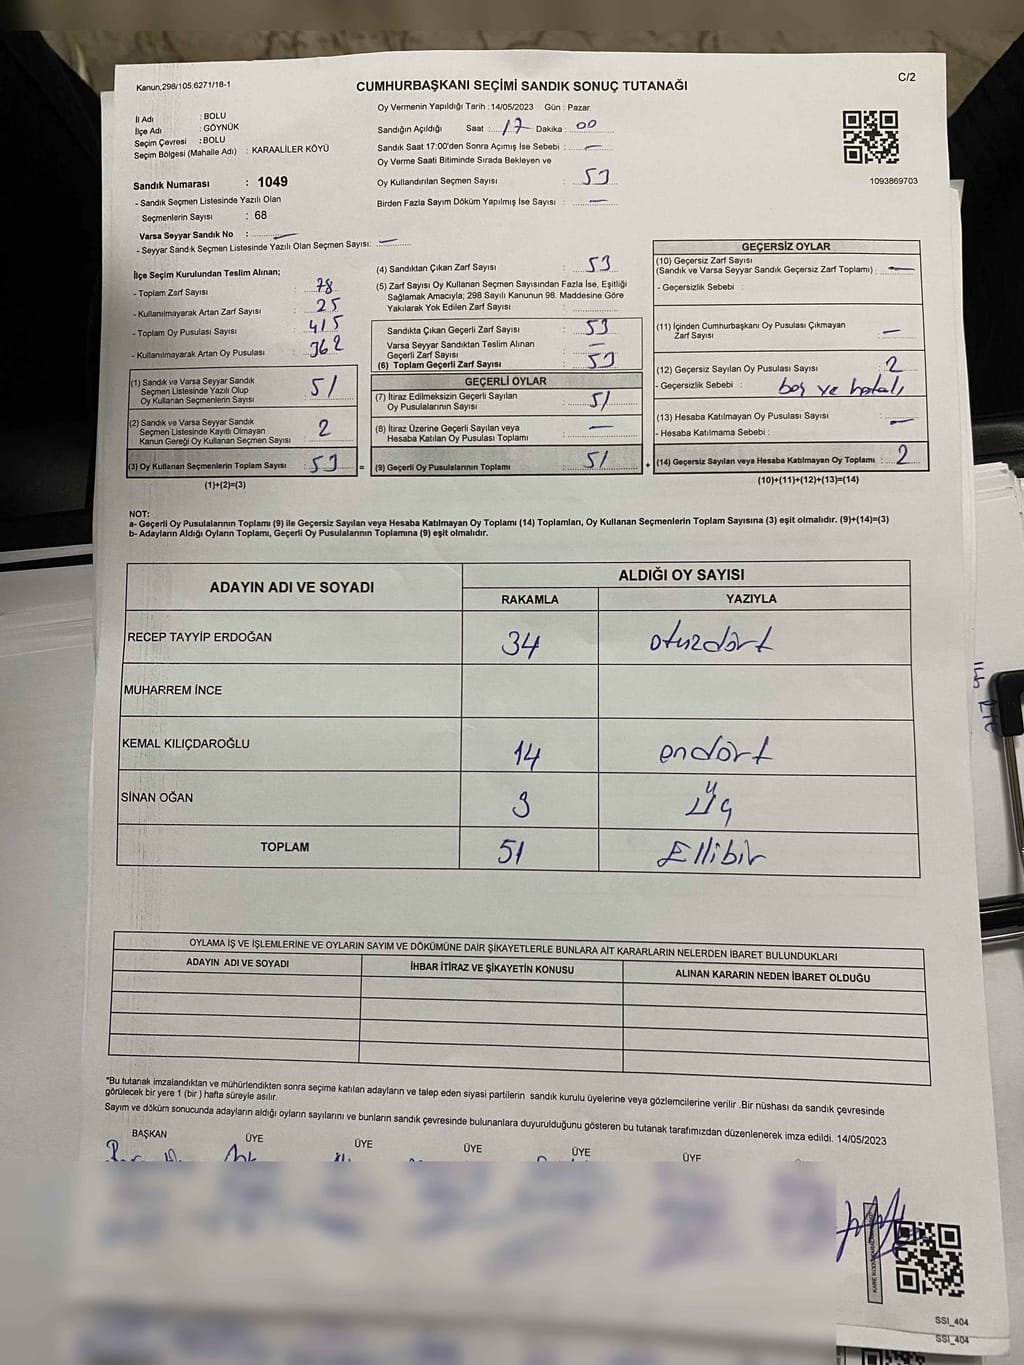 Kanun,298/105,6271/18-1
C/2
CUMHURBAŞKANI SEÇİMİ SANDIK SONUÇ TUTANAĞI
İl Adı : BOLU
İlçe Adı : GÖYNÜK
Seçim Çevresi : BOLU
Seçim Bölgesi (Mahalle Adı) : KARAALİLER KÖYÜ
Sandık Numarası : 1049
- Sandık Seçmen Listesinde Yazılı Olan
Seçmenlerin Sayısı : 68
Varsa Seyyar Sandık No : —
- Seyyar Sandık Seçmen Listesinde Yazılı Olan Seçmen Sayısı: —
Oy Vermenin Yapıldığı Tarih :14/05/2023 Gün : Pazar
Sandığın Açıldığı Saat : 17 Dakika : 00
Sandık Saat 17:00'den Sonra Açımış İse Sebebi : —
Oy Verme Saati Bitiminde Sırada Bekleyen ve
Oy Kullandırılan Seçmen Sayısı : 53
Birden Fazla Sayım Döküm Yapılmış İse Sayısı : —
1093869703
İlçe Seçim Kurulundan Teslim Alınan;
- Toplam Zarf Sayısı : 78
- Kullanılmayarak Artan Zarf Sayısı : 25
- Toplam Oy Pusulası Sayısı : 415
- Kullanılmayarak Artan Oy Pusulası : 362
(1) Sandık ve Varsa Seyyar Sandık
Seçmen Listesinde Yazılı Olup
Oy Kullanan Seçmenlerin Sayısı : 51
(2) Sandık ve Varsa Seyyar Sandık
Seçmen Listesinde Kayıtlı Olmayan
Kanun Gereği Oy Kullanan Seçmen Sayısı : 2
(3) Oy Kullanan Seçmenlerin Toplam Sayısı : 53
(1)+(2)=(3)
=
(4) Sandıktan Çıkan Zarf Sayısı : 53
(5) Zarf Sayısı Oy Kullanan Seçmen Sayısından Fazla İse, Eşitliği
Sağlamak Amacıyla; 298 Sayılı Kanunun 98. Maddesine Göre
Yakılarak Yok Edilen Zarf Sayısı :
Sandıkta Çıkan Geçerli Zarf Sayısı : 53
Varsa Seyyar Sandıktan Teslim Alınan
Geçerli Zarf Sayısı : —
(6) Toplam Geçerli Zarf Sayısı : 53
GEÇERLİ OYLAR
(7) İtiraz Edilmeksizin Geçerli Sayılan
Oy Pusulalarının Sayısı : 51
(8) İtiraz Üzerine Geçerli Sayılan veya
Hesaba Katılan Oy Pusulası Toplamı : —
(9) Geçerli Oy Pusulalarının Toplamı : 51
+
GEÇERSİZ OYLAR
(10) Geçersiz Zarf Sayısı
(Sandık ve Varsa Seyyar Sandık Geçersiz Zarf Toplamı) : —
- Geçersizlik Sebebi :
(11) İçinden Cumhurbaşkanı Oy Pusulası Çıkmayan
Zarf Sayısı : —
(12) Geçersiz Sayılan Oy Pusulası Sayısı : 2
- Geçersizlik Sebebi : boş ve hatalı
(13) Hesaba Katılmayan Oy Pusulası Sayısı : —
- Hesaba Katılmama Sebebi :
(14) Geçersiz Sayılan veya Hesaba Katılmayan Oy Toplamı : 2
(10)+(11)+(12)+(13)=(14)
NOT:
a- Geçerli Oy Pusulalarının Toplamı (9) ile Geçersiz Sayılan veya Hesaba Katılmayan Oy Toplamı (14) Toplamları, Oy Kullanan Seçmenlerin Toplam Sayısına (3) eşit olmalıdır. (9)+(14)=(3)
b- Adayların Aldığı Oyların Toplamı, Geçerli Oy Pusulalarının Toplamına (9) eşit olmalıdır.
ADAYIN ADI VE SOYADI
ALDIĞI OY SAYISI
RAKAMLA YAZIYLA
RECEP TAYYİP ERDOĞAN 34 otuzdört
MUHARREM İNCE
KEMAL KILIÇDAROĞLU 14 ondört
SİNAN OĞAN 3 Üç
TOPLAM 51 Ellibir
OYLAMA İŞ VE İŞLEMLERİNE VE OYLARIN SAYIM VE DÖKÜMÜNE DAİR ŞİKAYETLERLE BUNLARA AİT KARARLARIN NELERDEN İBARET BULUNDUKLARI
ADAYIN ADI VE SOYADI
İHBAR İTİRAZ VE ŞİKAYETİN KONUSU
ALINAN KARARIN NEDEN İBARET OLDUĞU
*Bu tutanak imzalandıktan ve mühürlendikten sonra seçime katılan adayların ve talep eden siyasi partilerin sandık kurulu üyelerine veya gözlemcilerine verilir .Bir nüshası da sandık çevresinde
görülecek bir yere 1 (bir ) hafta süreyle asılır.
Sayım ve döküm sonucunda adayların aldığı oyların sayılarını ve bunların sandık çevresinde bulunanlara duyurulduğunu gösteren bu tutanak tarafımızdan düzenlenerek imza edildi. 14/05/2023
BAŞKAN ÜYE ÜYE ÜYE ÜYE ÜYE
SSI_404
SSI_404